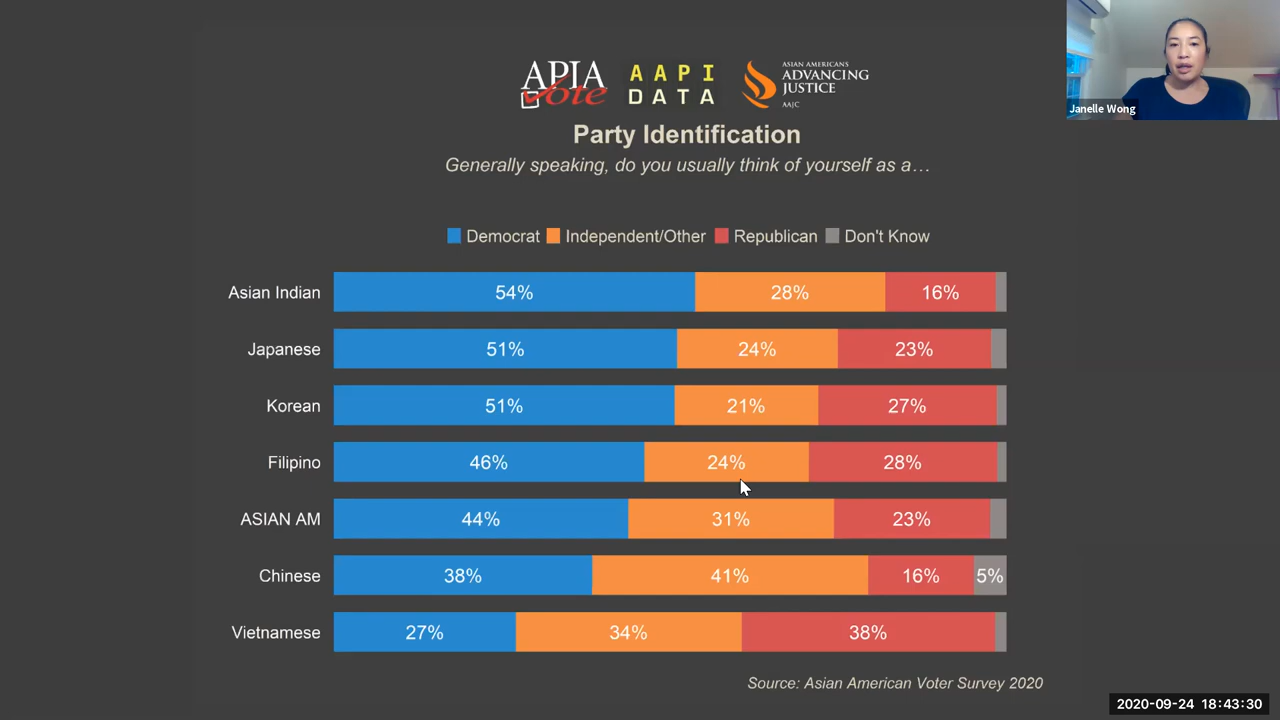 APIA
Vote
AAPI
DATA
ASIAN AMERICANS
ADVANCING
JUSTICE
AAJC
Janelle Wong
Party Identification
Generally speaking, do you usually think of yourself as a…
Democrat Independent/Other Republican Don't Know
Asian Indian 54% 28% 16%
Japanese 51% 24% 23%
Korean 51% 21% 27%
Filipino 46% 24% 28%
ASIAN AM 44% 31% 23%
Chinese 38% 41% 16% 5%
Vietnamese 27% 34% 38%
Source: Asian American Voter Survey 2020
2020-09-24 18:43:30